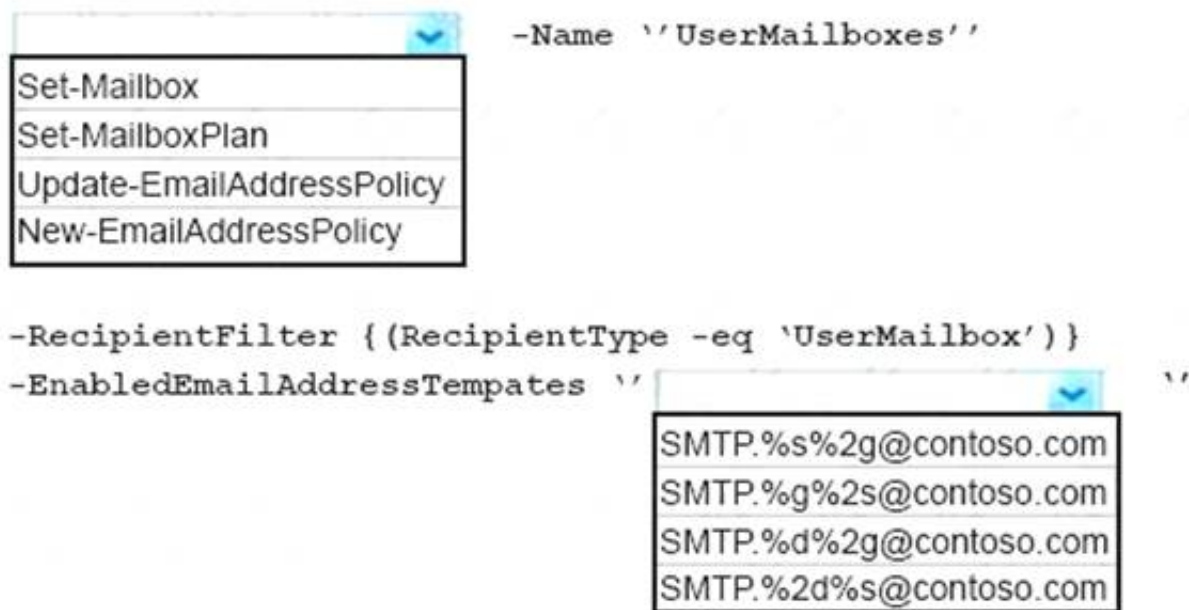 -Name ‵′UserMailboxes′′
Set-Mailbox
Set-MailboxPlan
Update-EmailAddressPolicy
New-EmailAddressPolicy
-RecipientFilter {(RecipientType -eq ‵UserMailbox′)}
-EnabledEmailAddressTempates ‵′ ‵′
SMTP.%s%2g@contoso.com
SMTP.%g%2s@contoso.com
SMTP.%d%2g@contoso.com
SMTP.%2d%s@contoso.com